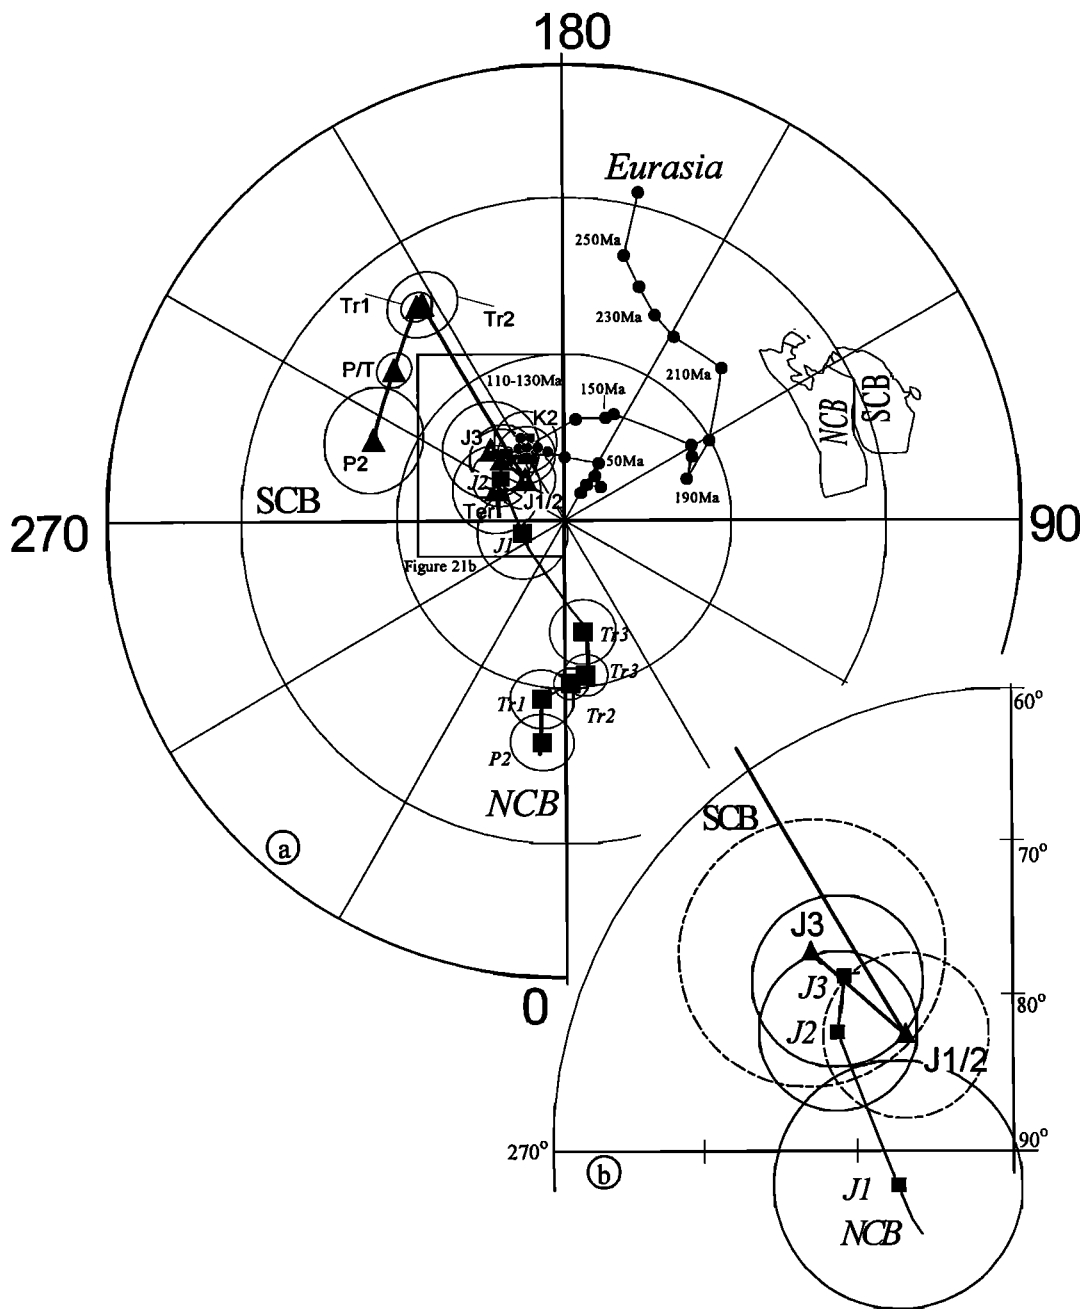 180
Eurasia
250Ma
Tr1
Tr2
230Ma
P/T
110-130Ma
150Ma
210Ma
NCB
SCB
K2
J3
P2
J2
50Ma
SCB
Ter
J1/2
190Ma
270
90
J1
Figure 21b
Tr3
Tr3
Tr1
Tr2
60°
P2
NCB
SCB
a
70°
J3
J3
0
80°
J2
J1/2
270°
90°
b
J1
NCB